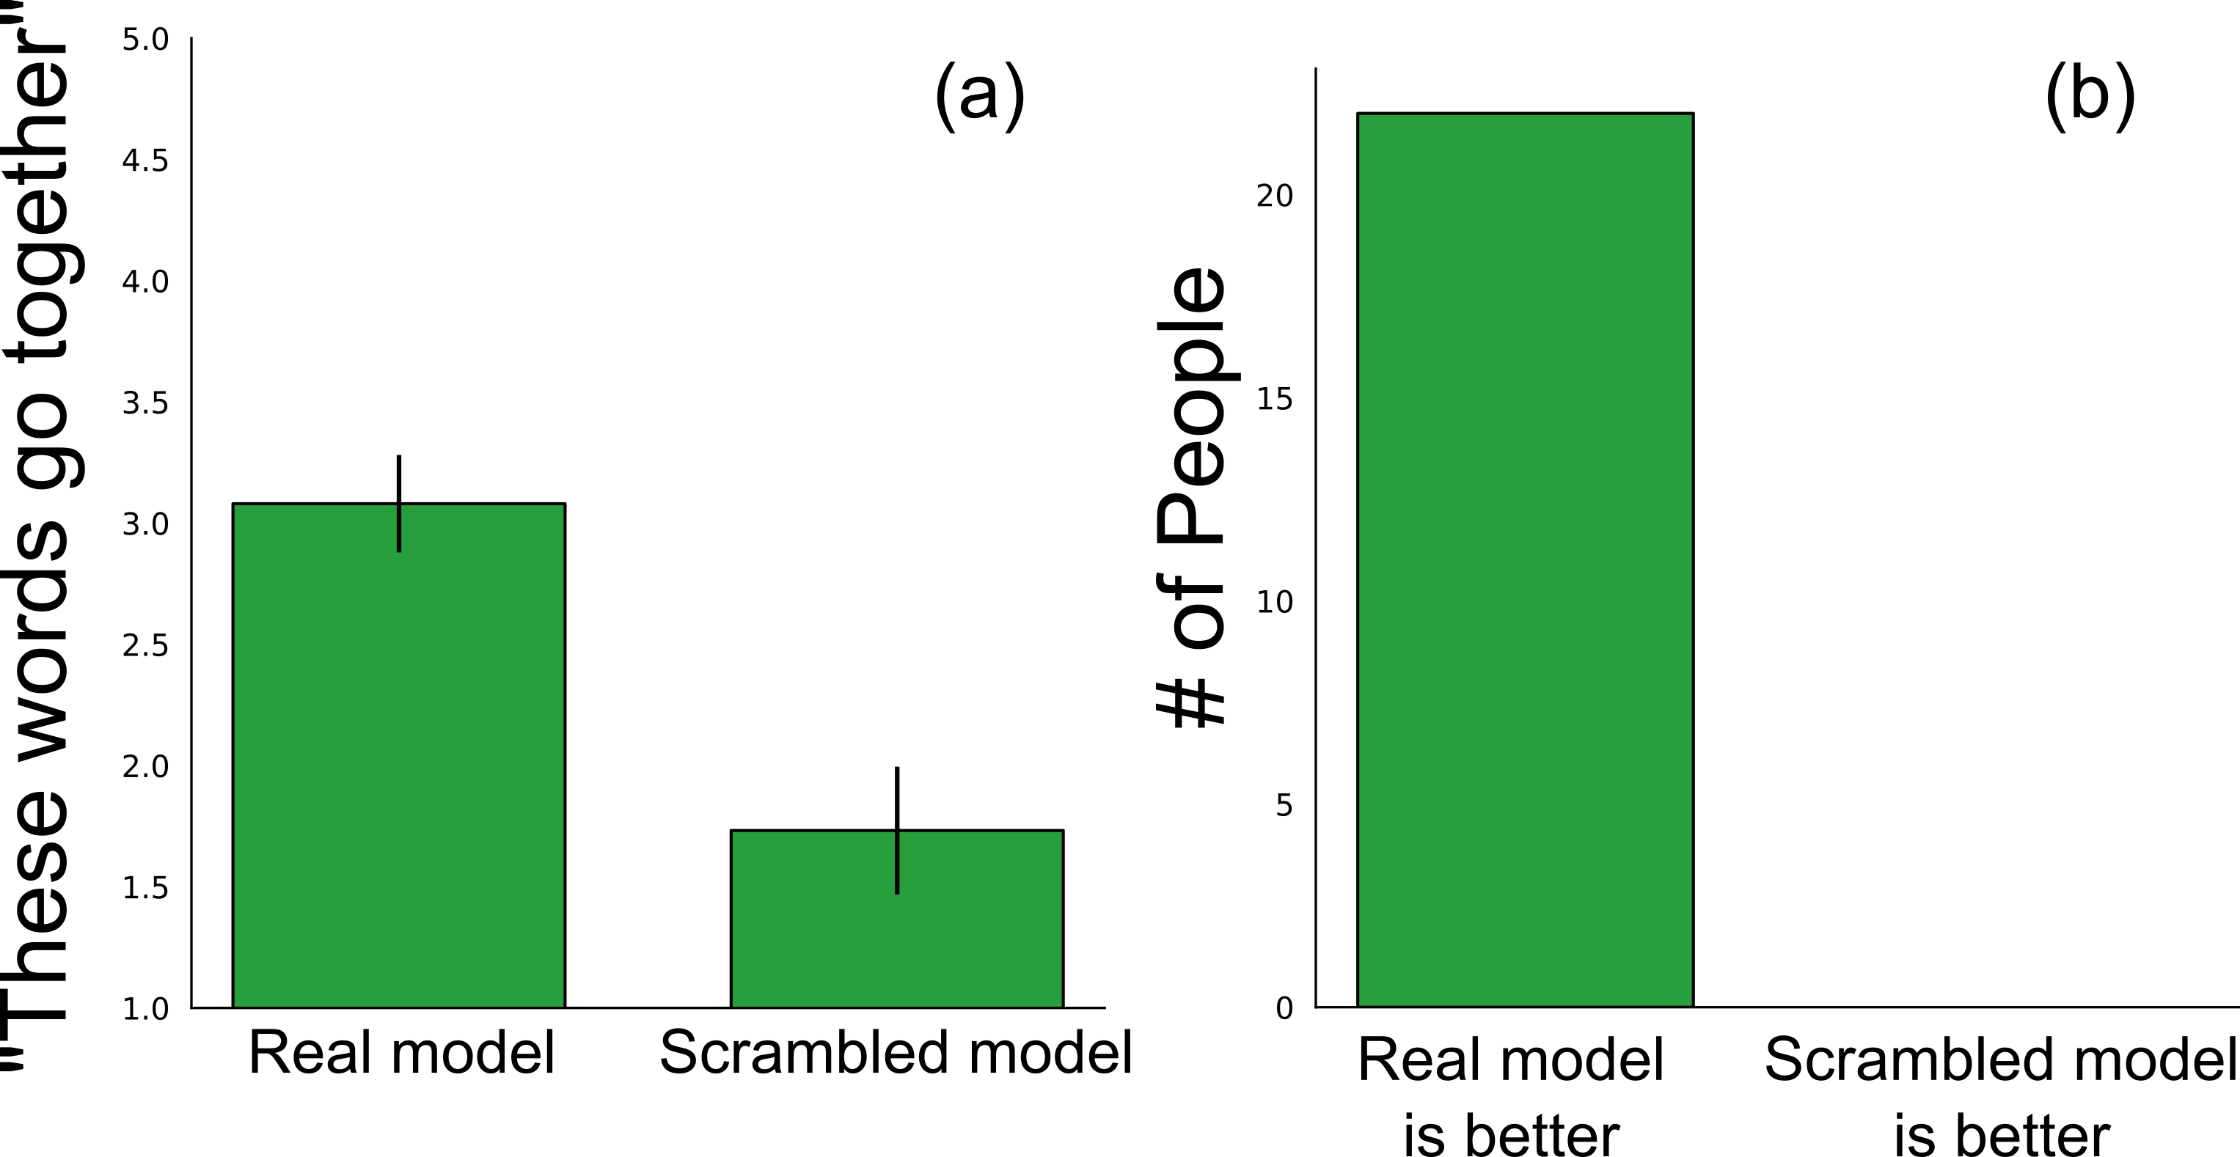 "These words go together"
5.0
4.5
4.0
3.5
3.0
2.5
2.0
1.5
1.0
Real model
Scrambled model
(a)
# of People
20
15
10
5
0
Real model
is better
Scrambled model
is better
(b)